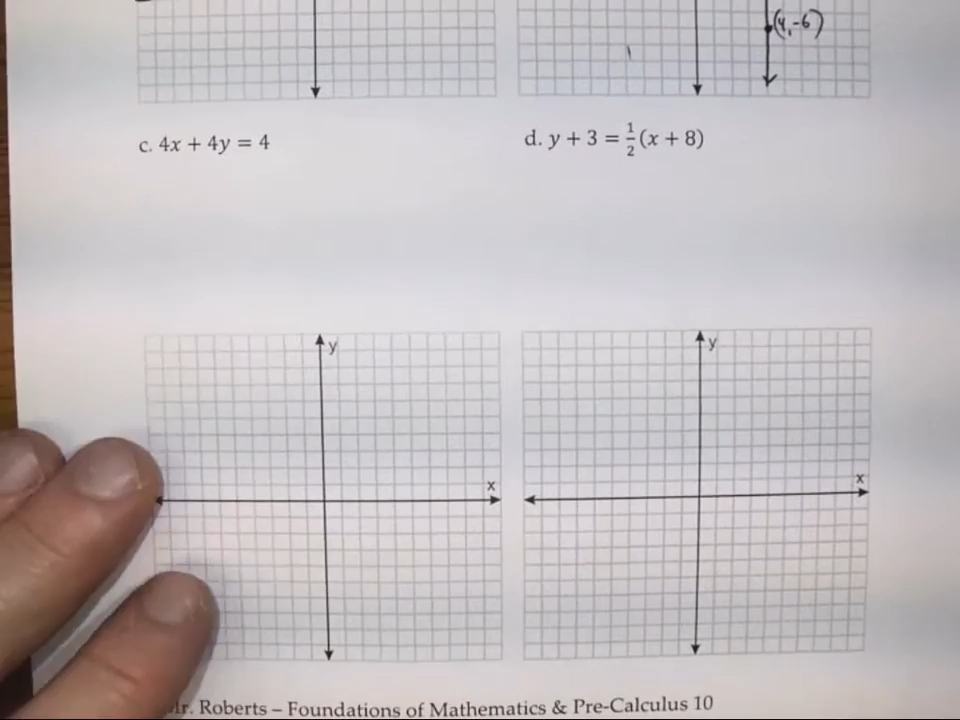 (4,-6)
c. 4x + 4y = 4
d. y + 3 = 1/2(x + 8)
y
y
x
x
Mr. Roberts – Foundations of Mathematics & Pre-Calculus 10